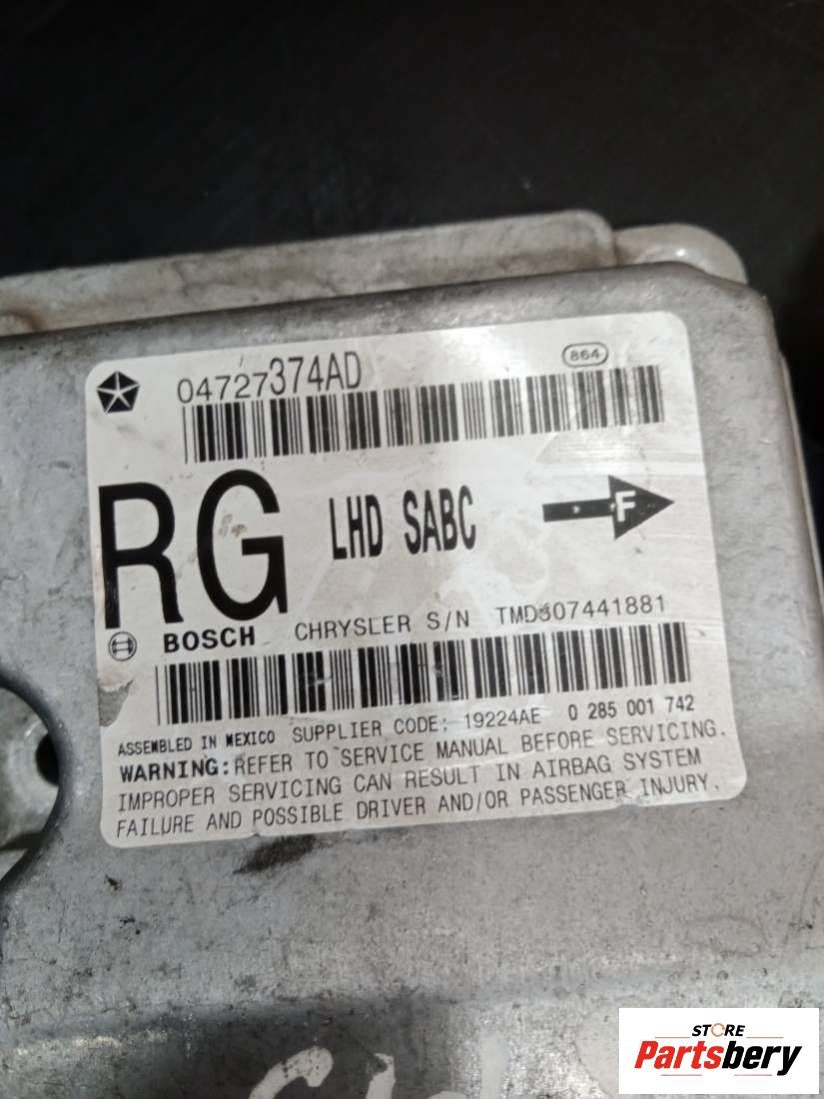 04727374AD
864
RG LHD SABC F
BOSCH CHRYSLER S/N TMD307441881
ASSEMBLED IN MEXICO SUPPLIER CODE: 19224AE 0 285 001 742
WARNING: REFER TO SERVICE MANUAL BEFORE SERVICING.
IMPROPER SERVICING CAN RESULT IN AIRBAG SYSTEM
FAILURE AND POSSIBLE DRIVER AND/OR PASSENGER INJURY.
STORE
Partsbery